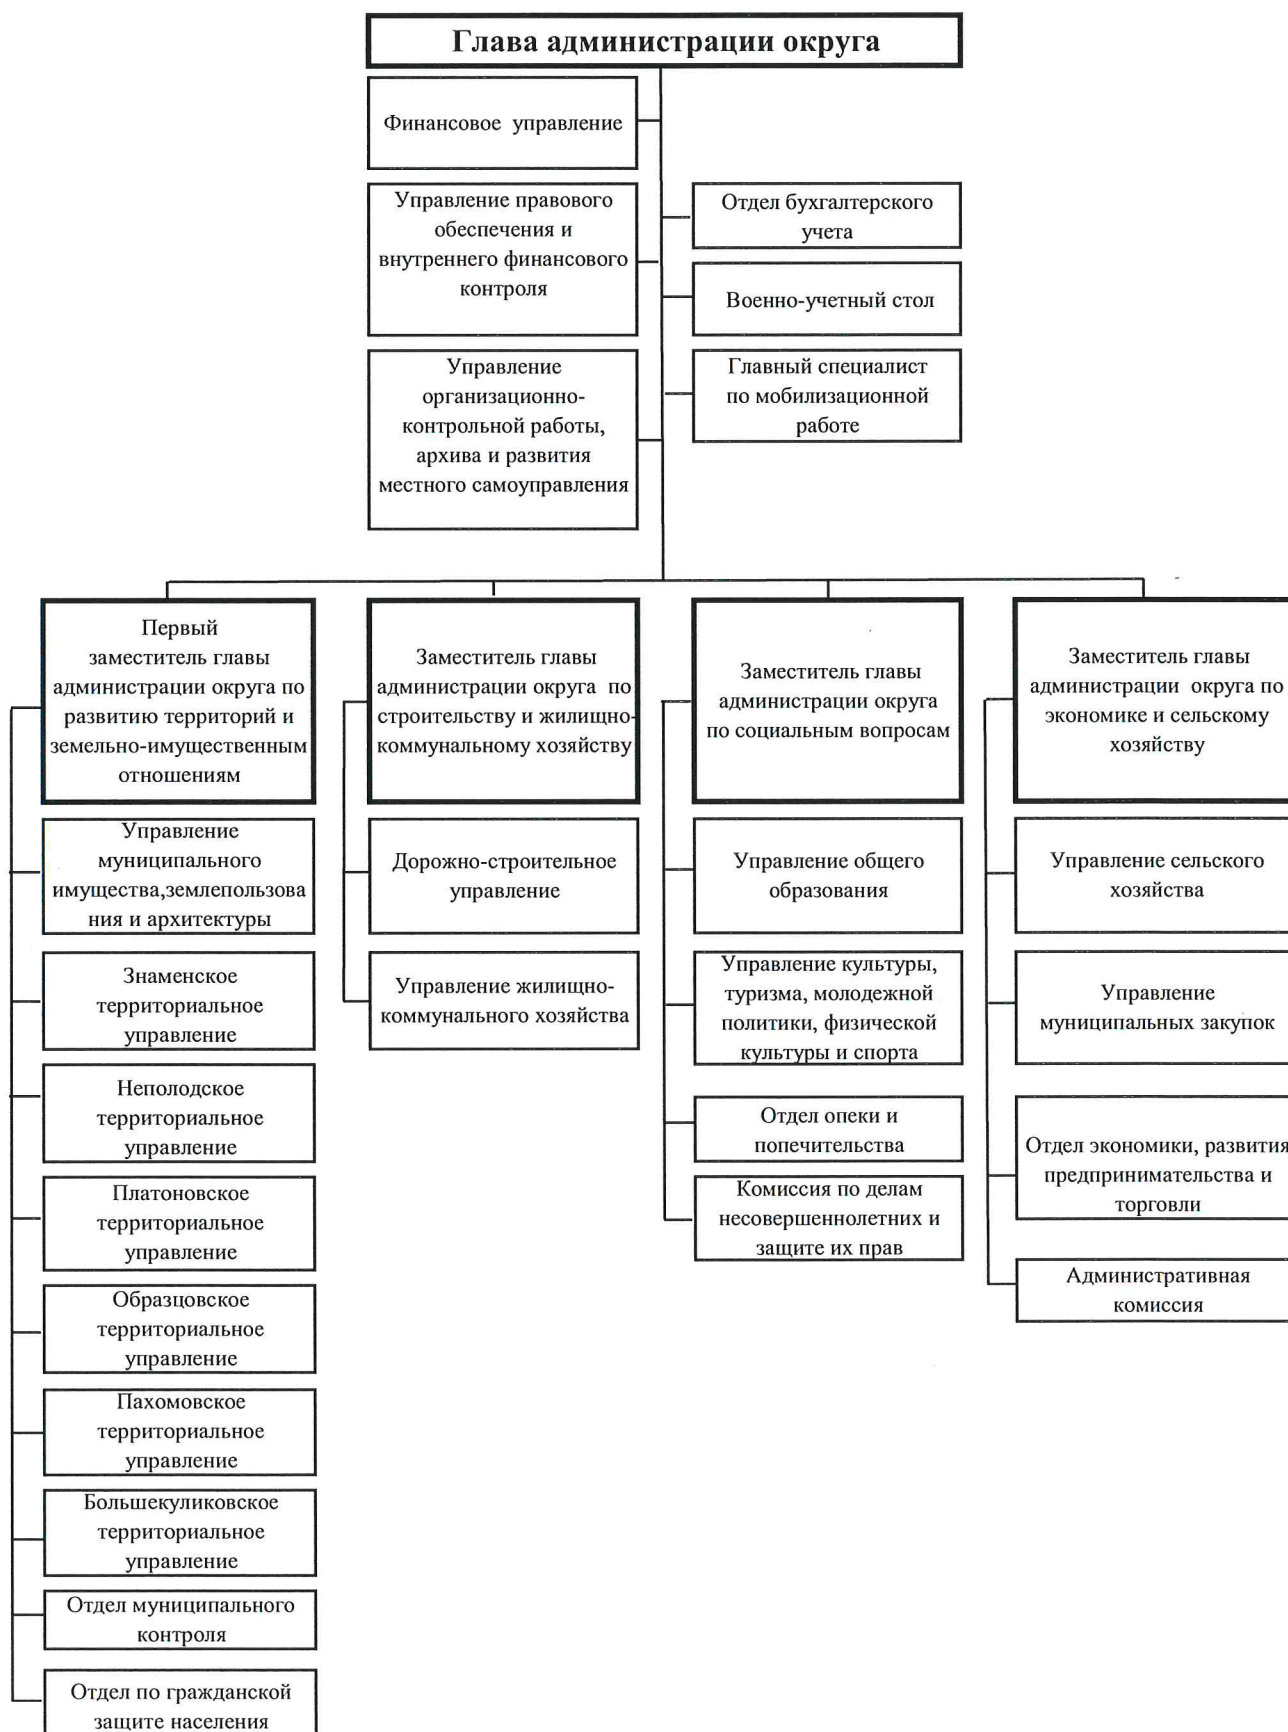 Глава администрации округа
Финансовое управление
Управление правового
обеспечения и
внутреннего финансового
контроля
Отдел бухгалтерского
учета
Военно-учетный стол
Управление
организационно-
контрольной работы,
архива и развития
местного самоуправления
Главный специалист
по мобилизационной
работе
Первый
заместитель главы
администрации округа по
развитию территорий и
земельно-имущественным
отношениям
Управление
муниципального
имущества,землепользова
ния и архитектуры
Знаменское
территориальное
управление
Неполодское
территориальное
управление
Платоновское
территориальное
управление
Образцовское
территориальное
управление
Пахомовское
территориальное
управление
Большекуликовское
территориальное
управление
Отдел муниципального
контроля
Отдел по гражданской
защите населения
Заместитель главы
администрации округа по
строительству и жилищно-
коммунальному хозяйству
Дорожно-строительное
управление
Управление жилищно-
коммунального хозяйства
Заместитель главы
администрации округа
по социальным вопросам
Управление общего
образования
Управление культуры,
туризма, молодежной
политики, физической
культуры и спорта
Отдел опеки и
попечительства
Комиссия по делам
несовершеннолетних и
защите их прав
Заместитель главы
администрации округа по
экономике и сельскому
хозяйству
Управление сельского
хозяйства
Управление
муниципальных закупок
Отдел экономики, развития
предпринимательства и
торговли
Административная
комиссия